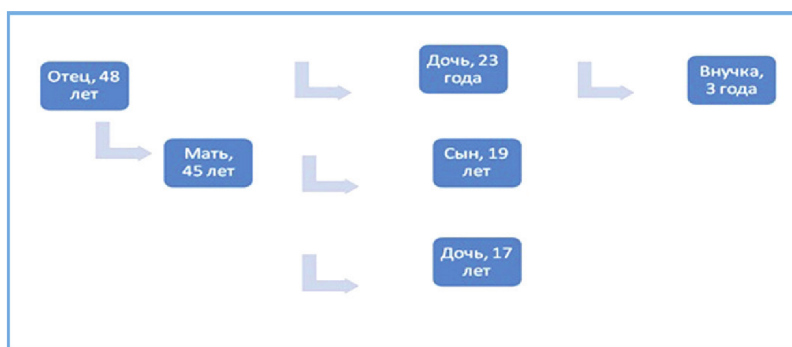 Отец, 48
лет
Мать,
45 лет
Дочь, 23
года
Сын, 19
лет
Дочь, 17
лет
Внучка,
3 года